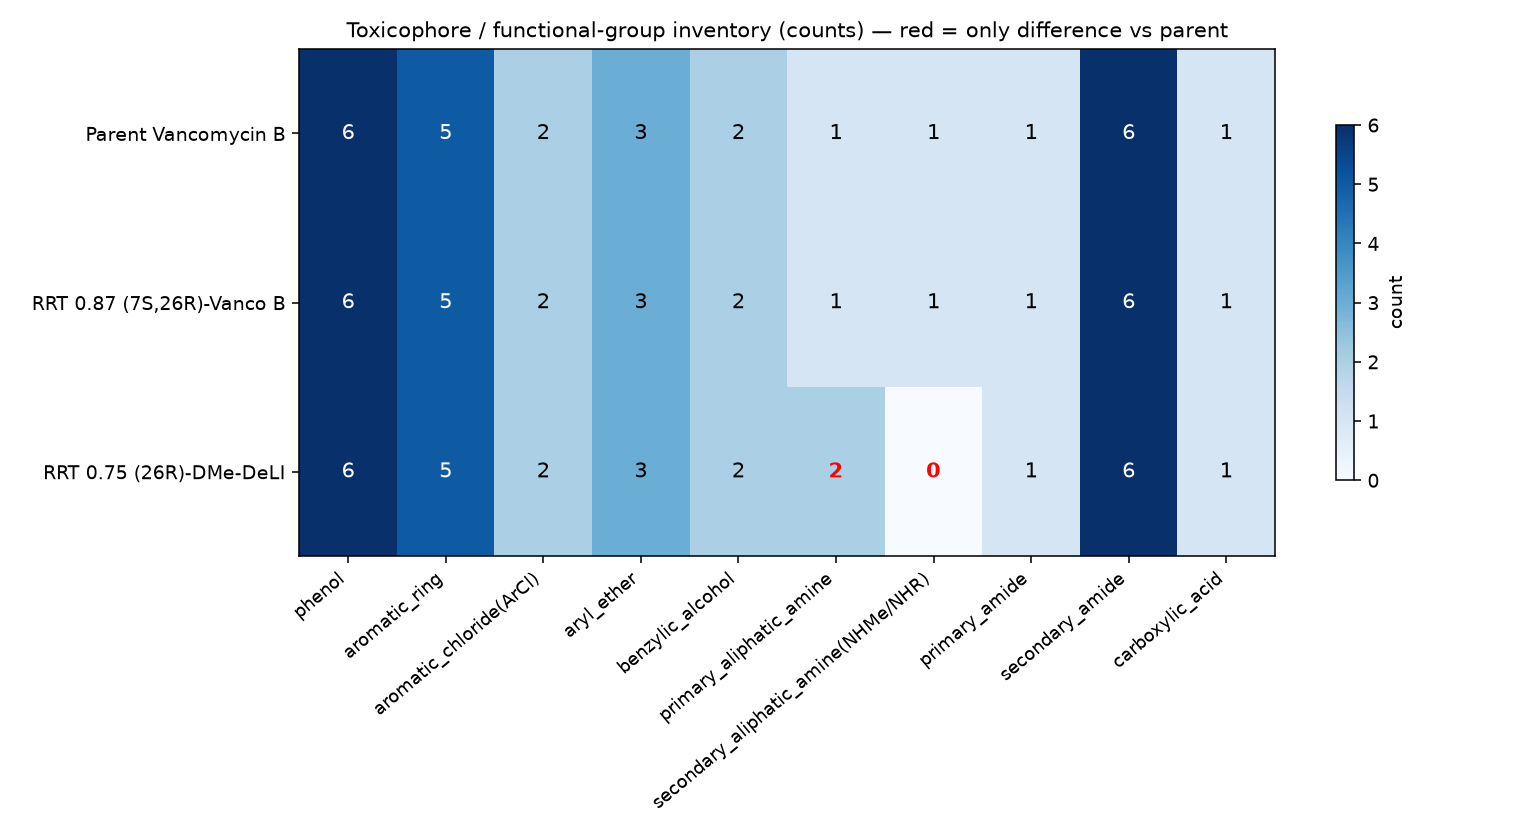 Toxicophore / functional-group inventory (counts) — red = only difference vs parent
Parent Vancomycin B 6 5 2 3 2 1 1 1 6 1
RRT 0.87 (7S,26R)-Vanco B 6 5 2 3 2 1 1 1 6 1
RRT 0.75 (26R)-DMe-DeLI 6 5 2 3 2 2 0 1 6 1
phenol
aromatic_ring
aromatic_chloride(ArCl)
aryl_ether
benzylic_alcohol
primary_aliphatic_amine
secondary_aliphatic_amine(NHMe/NHR)
primary_amide
secondary_amide
carboxylic_acid
6
5
4
3
2
1
0
count